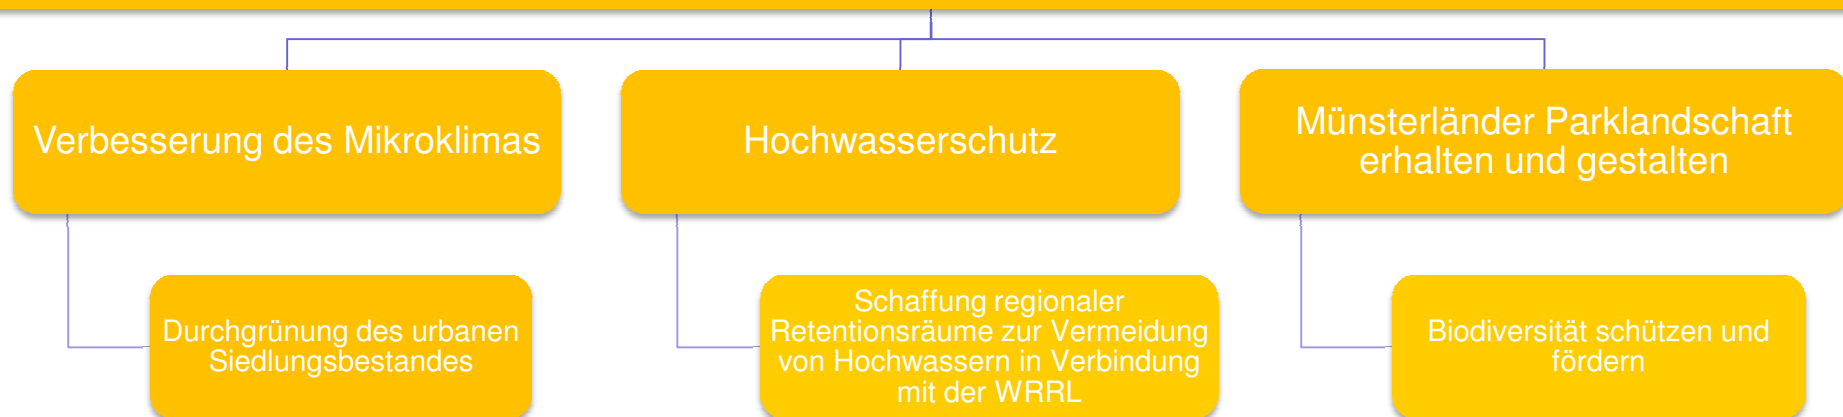 Verbesserung des Mikroklimas
Hochwasserschutz
Münsterländer Parklandschaft
erhalten und gestalten
Durchgrünung des urbanen
Siedlungsbestandes
Schaffung regionaler
Retentionsräume zur Vermeidung
von Hochwassern in Verbindung
mit der WRRL
Biodiversität schützen und
fördern